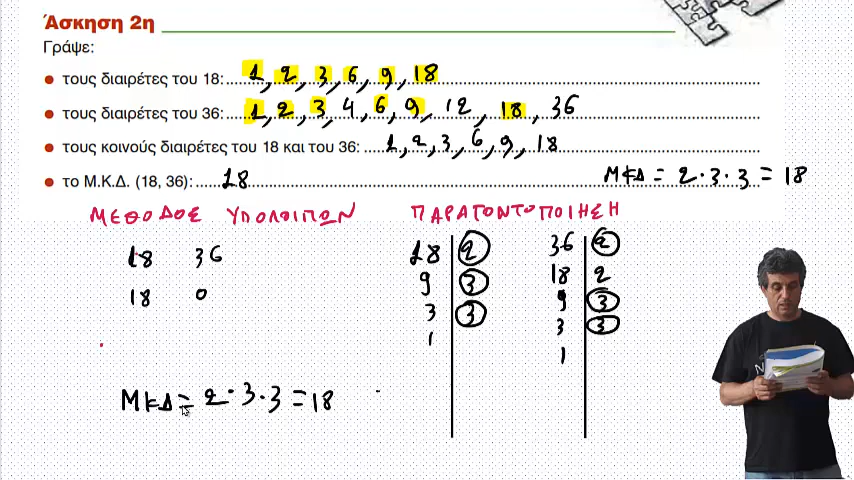 Άσκηση 2η
Γράψε:
• τους διαιρέτες του 18: 1, 2, 3, 6, 9, 18
• τους διαιρέτες του 36: 1, 2, 3, 4, 6, 9, 12, 18, 36
• τους κοινούς διαιρέτες του 18 και του 36: 1, 2, 3, 6, 9, 18
• το Μ.Κ.Δ. (18, 36): 18 ΜΚΔ = 2·3·3 = 18
ΜΕΘΟΔΟΣ ΥΠΟΛΟΙΠΩΝ ΠΑΡΑΓΟΝΤΟΠΟΙΗΣΗ
18 36 18 2 36 2
9 3 18 2
18 0 3 3 9 3
1 3 3
1
ΜΚΔ = 2·3·3 = 18